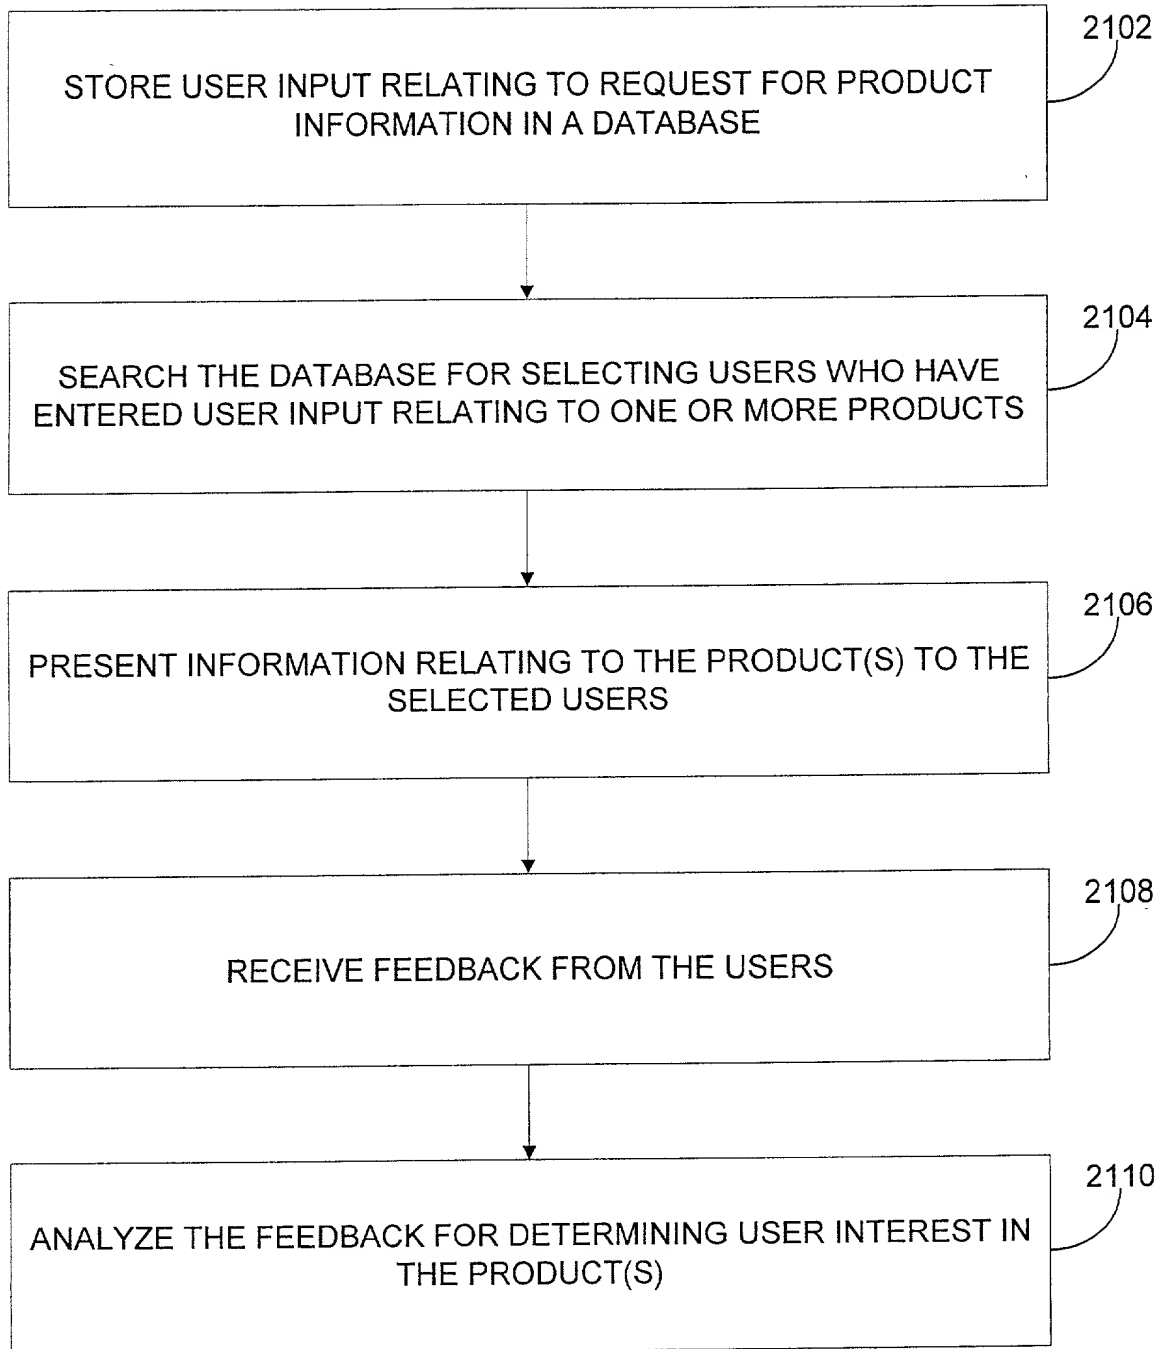 2102
STORE USER INPUT RELATING TO REQUEST FOR PRODUCT
INFORMATION IN A DATABASE
2104
SEARCH THE DATABASE FOR SELECTING USERS WHO HAVE
ENTERED USER INPUT RELATING TO ONE OR MORE PRODUCTS
2106
PRESENT INFORMATION RELATING TO THE PRODUCT(S) TO THE
SELECTED USERS
2108
RECEIVE FEEDBACK FROM THE USERS
2110
ANALYZE THE FEEDBACK FOR DETERMINING USER INTEREST IN
THE PRODUCT(S)